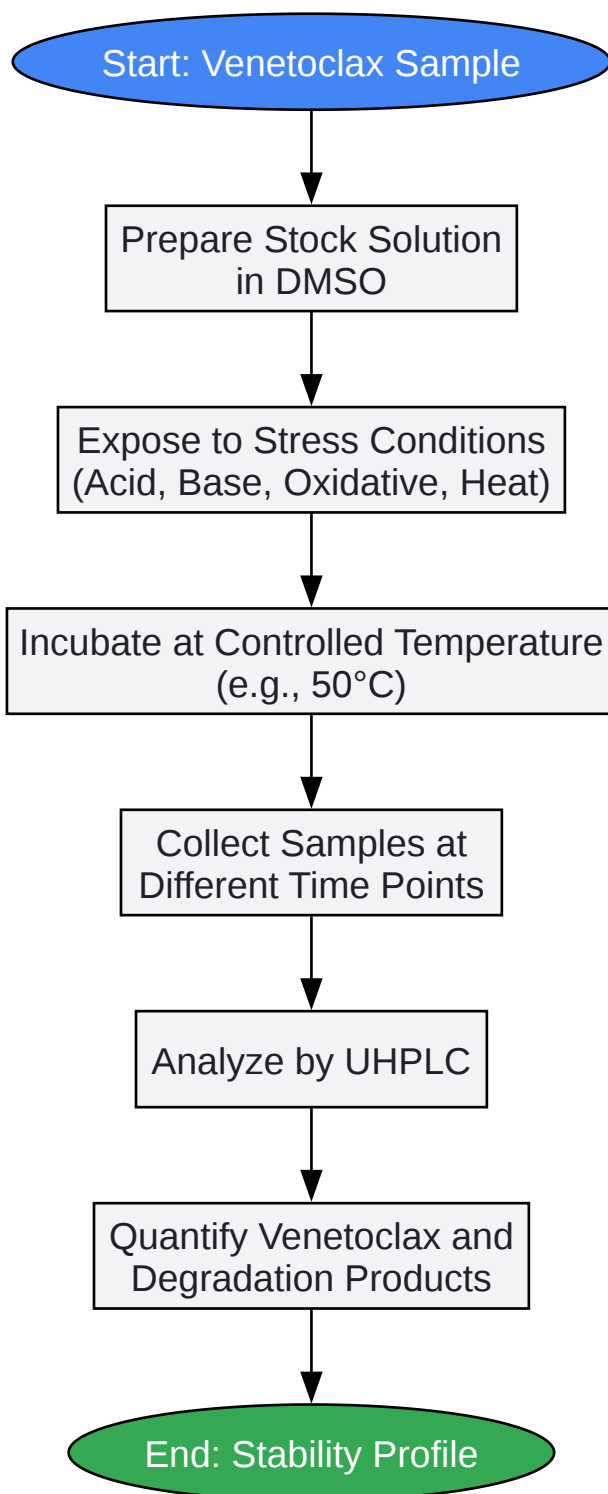 Start: Venetoclax Sample
Prepare Stock Solution
in DMSO
Expose to Stress Conditions
(Acid, Base, Oxidative, Heat)
Incubate at Controlled Temperature
(e.g., 50°C)
Collect Samples at
Different Time Points
Analyze by UHPLC
Quantify Venetoclax and
Degradation Products
End: Stability Profile